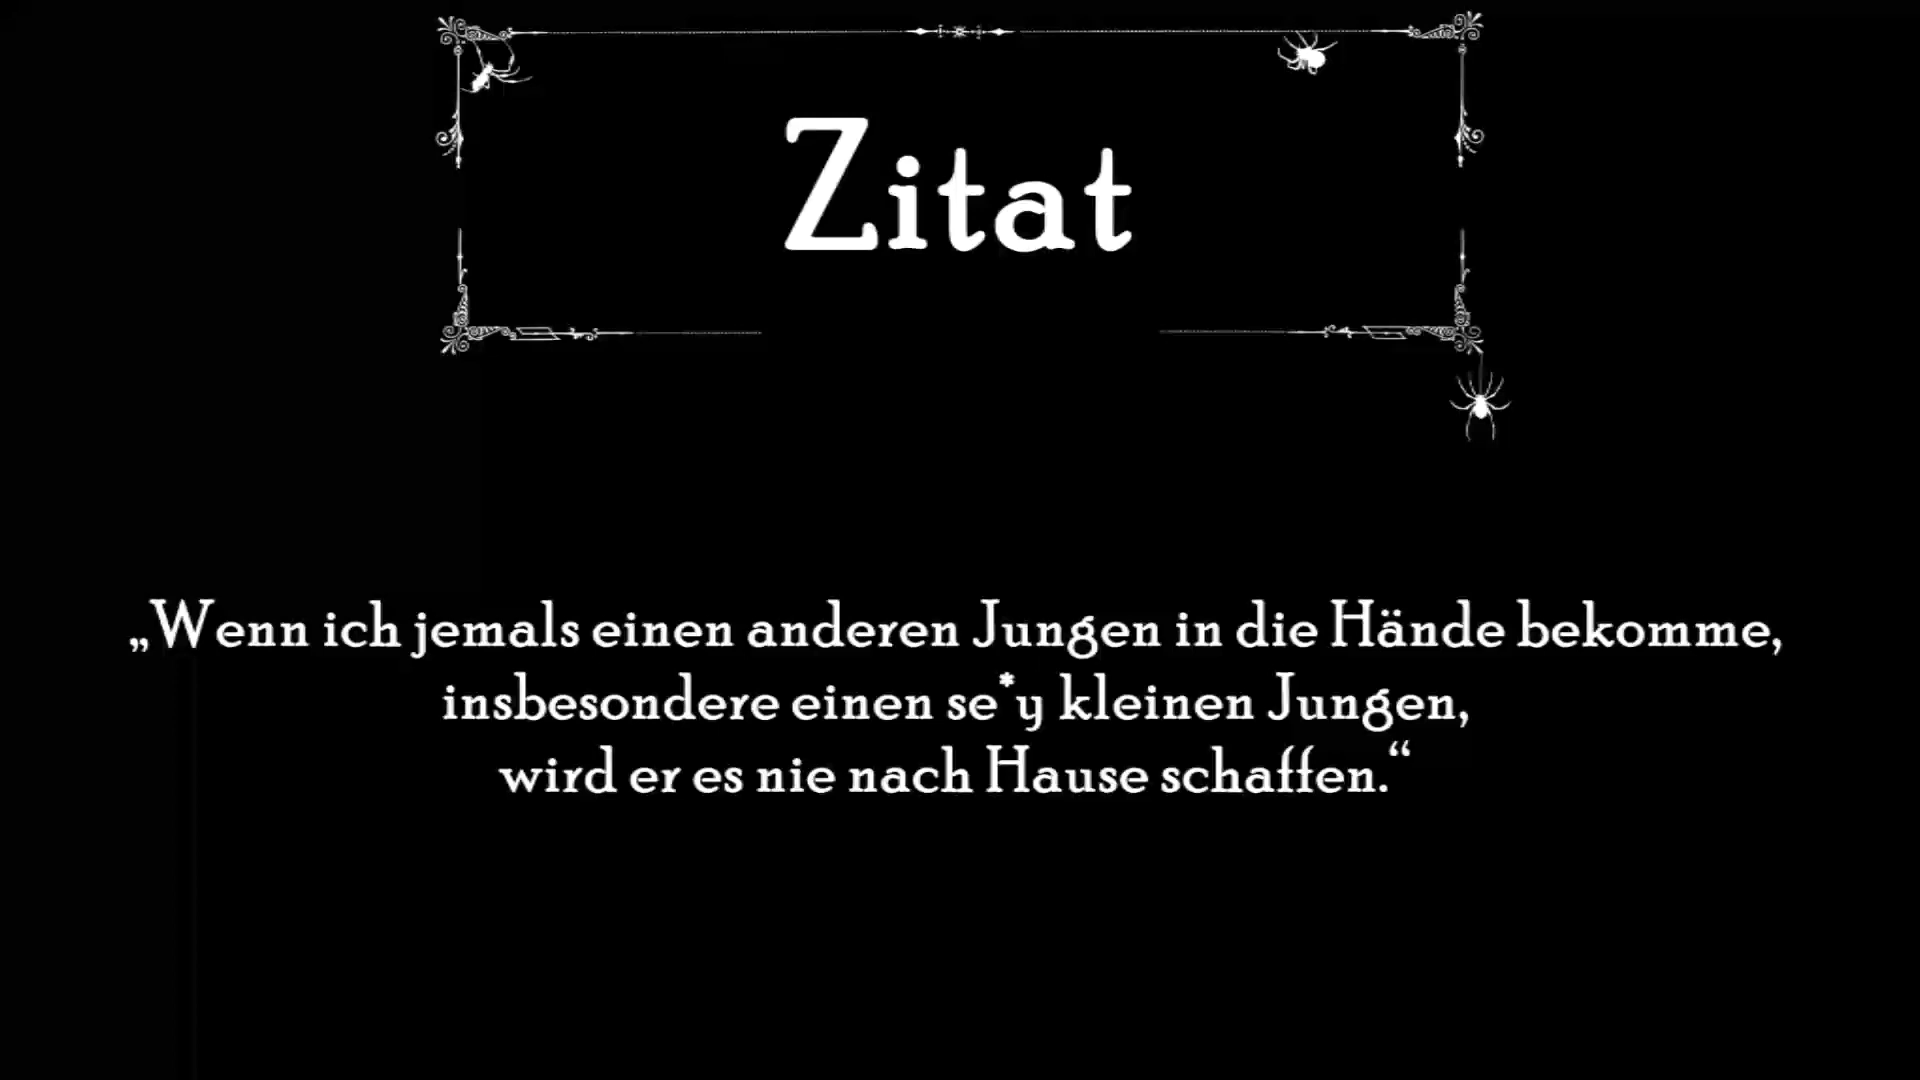 Zitat
„Wenn ich jemals einen anderen Jungen in die Hände bekomme,
insbesondere einen se*y kleinen Jungen,
wird er es nie nach Hause schaffen.“